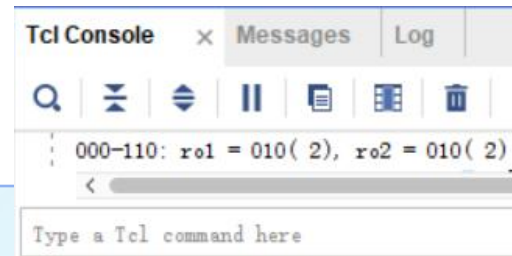 Tcl Console × Messages Log
000-110: ro1 = 010( 2), ro2 = 010( 2)
Type a Tcl command here